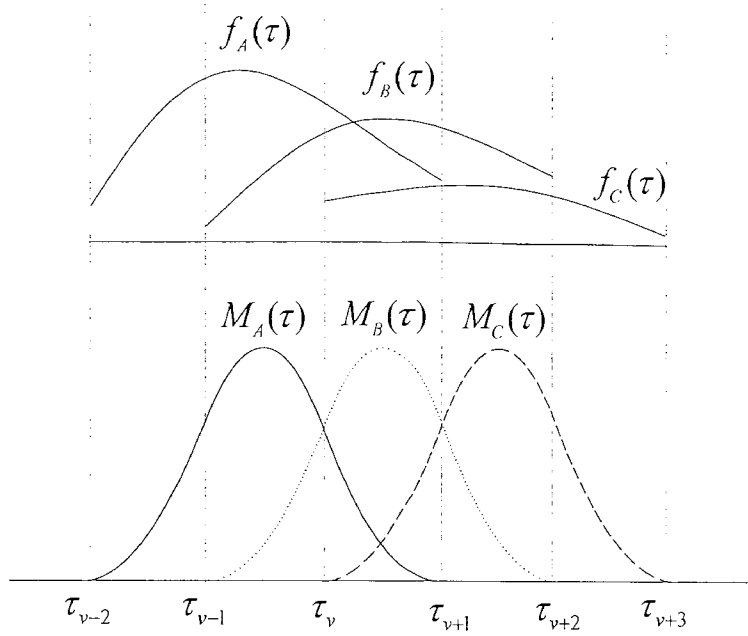 f_A(τ)
f_B(τ)
f_C(τ)
M_A(τ) M_B(τ) M_C(τ)
τ_{v−2} τ_{v−1} τ_v τ_{v+1} τ_{v+2} τ_{v+3}